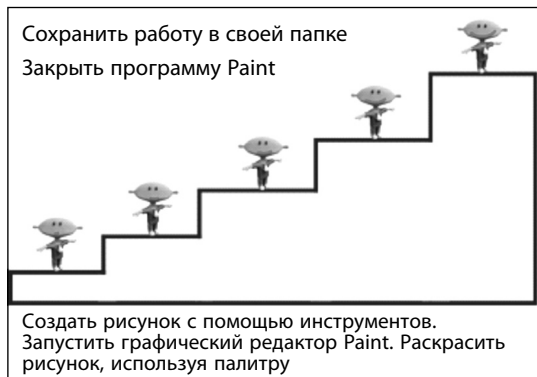 Сохранить работу в своей папке
Закрыть программу Paint
Создать рисунок с помощью инструментов.
Запустить графический редактор Paint. Раскрасить
рисунок, используя палитру